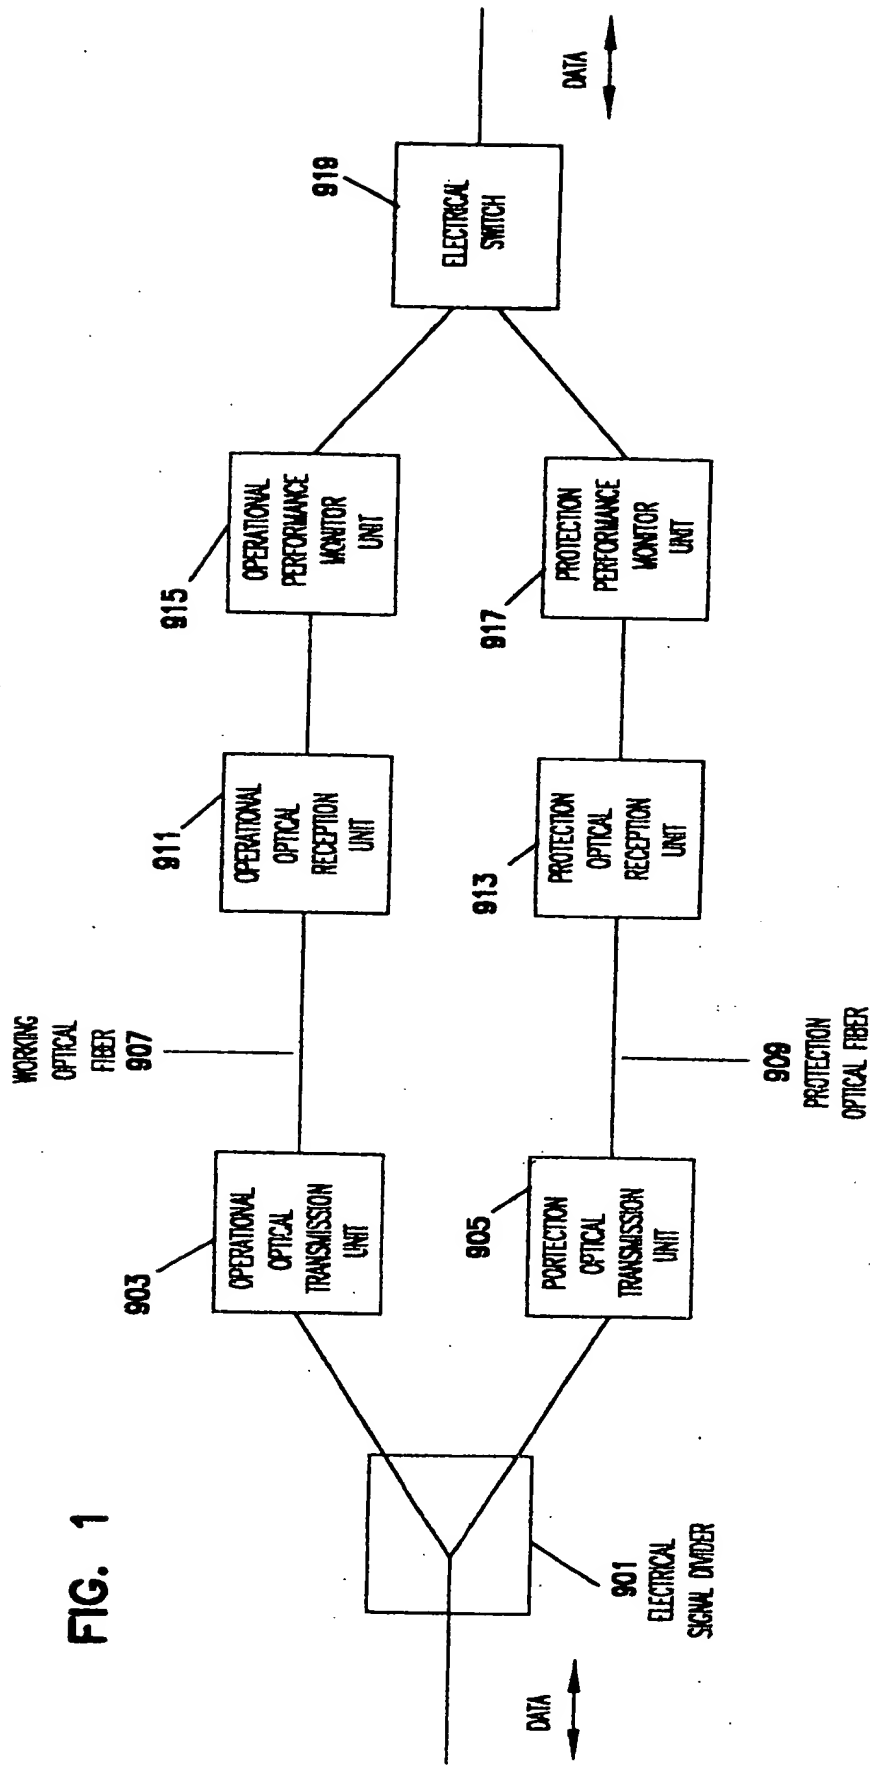 FIG. 1
WORKING
OPTICAL
FIBER
907
903
OPERATIONAL
OPTICAL
TRANSMISSION
UNIT
911
OPERATIONAL
OPTICAL
RECEPTION
UNIT
915
OPERATIONAL
PERFORMANCE
MONITOR
UNIT
919
ELECTRICAL
SWITCH
DATA
DATA
901
ELECTRICAL
SIGNAL DIVIDER
905
PORTECTION
OPTICAL
TRANSMISSION
UNIT
913
PROTECTION
OPTICAL
RECEPTION
UNIT
917
PROTECTION
PERFORMANCE
MONITOR
UNIT
909
PROTECTION
OPTICAL FIBER